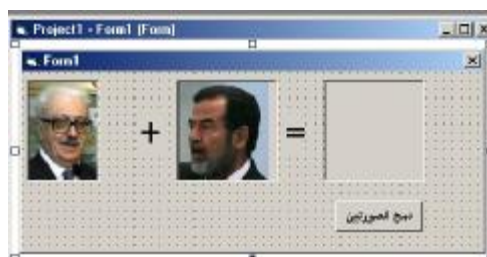 Project1 - Form1 (Form)
Form1
+ =
دمج الصورتين